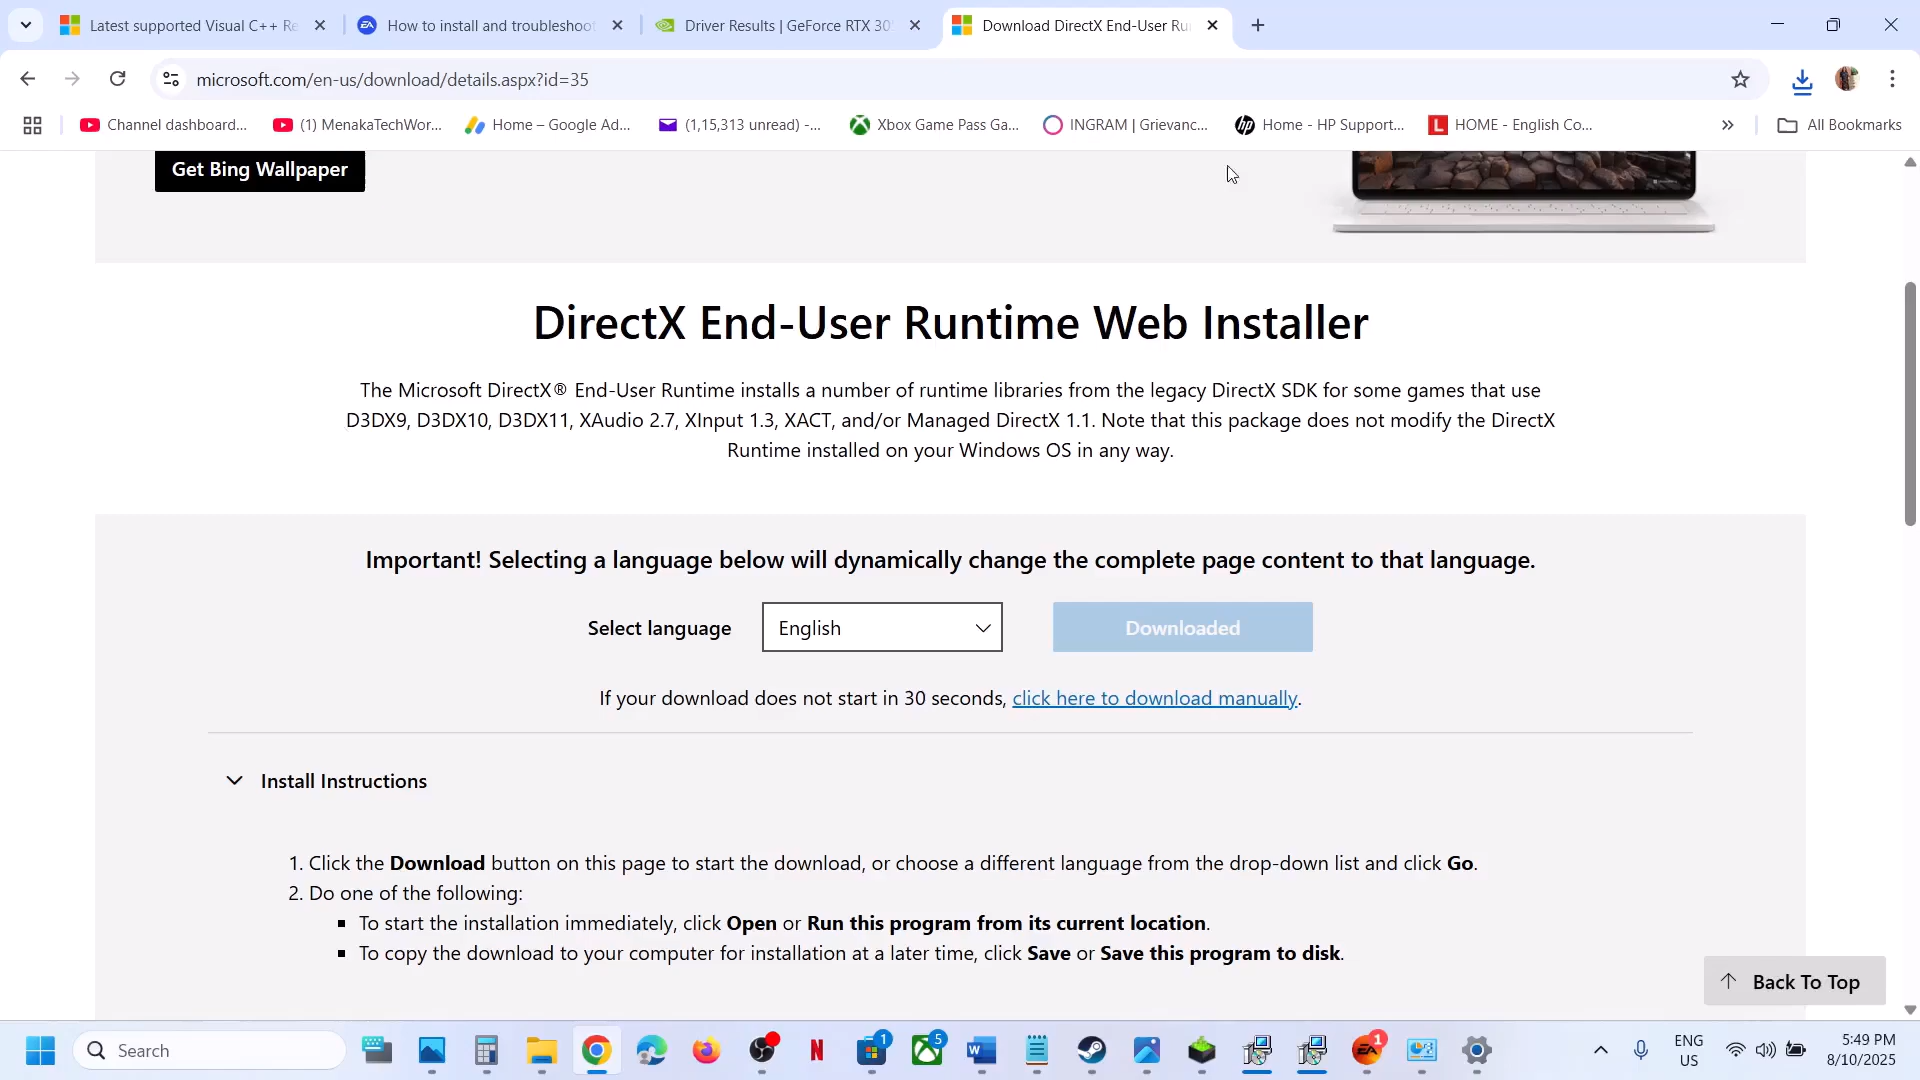 Latest supported Visual C++ Re
How to install and troubleshoot
Driver Results | GeForce RTX 305
Download DirectX End-User Ru
microsoft.com/en-us/download/details.aspx?id=35
Channel dashboard...
(1) MenakaTechWor...
Home – Google Ad...
(1,15,313 unread) -...
Xbox Game Pass Ga...
INGRAM | Grievanc...
Home - HP Support...
HOME - English Co...
All Bookmarks
Get Bing Wallpaper
DirectX End-User Runtime Web Installer
The Microsoft DirectX® End-User Runtime installs a number of runtime libraries from the legacy DirectX SDK for some games that use
D3DX9, D3DX10, D3DX11, XAudio 2.7, XInput 1.3, XACT, and/or Managed DirectX 1.1. Note that this package does not modify the DirectX
Runtime installed on your Windows OS in any way.
Important! Selecting a language below will dynamically change the complete page content to that language.
Select language
English
Downloaded
If your download does not start in 30 seconds, click here to download manually.
Install Instructions
1. Click the Download button on this page to start the download, or choose a different language from the drop-down list and click Go.
2. Do one of the following:
To start the installation immediately, click Open or Run this program from its current location.
To copy the download to your computer for installation at a later time, click Save or Save this program to disk.
Back To Top
Search
1
5
1
ENG
US
5:49 PM
8/10/2025